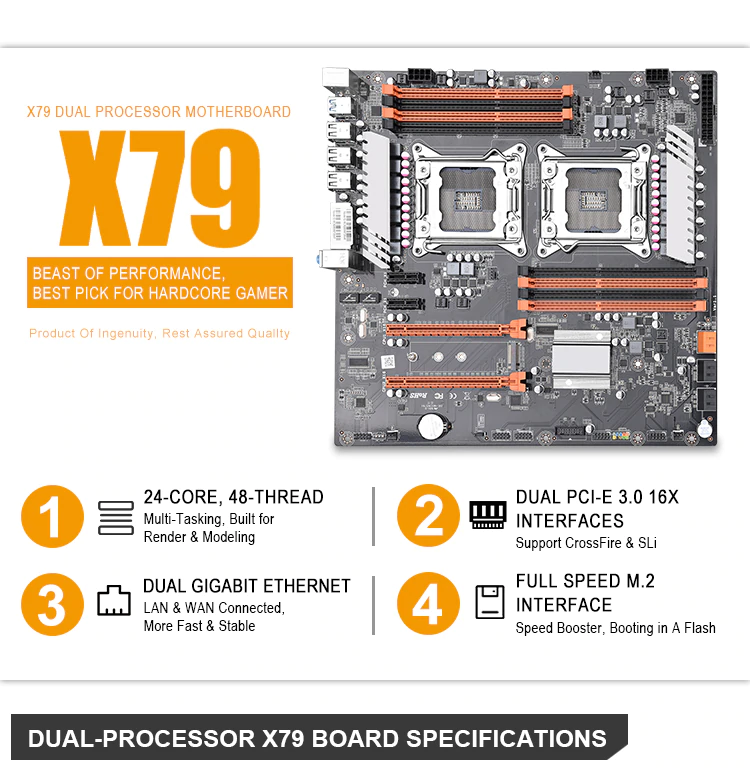 X79 DUAL PROCESSOR MOTHERBOARD
X79
BEAST OF PERFORMANCE,
BEST PICK FOR HARDCORE GAMER
Product Of Ingenuity, Rest Assured Quality
1
24-CORE, 48-THREAD
Multi-Tasking, Built for
Render & Modeling
2
DUAL PCI-E 3.0 16X
INTERFACES
Support CrossFire & SLi
3
DUAL GIGABIT ETHERNET
LAN & WAN Connected,
More Fast & Stable
4
FULL SPEED M.2
INTERFACE
Speed Booster, Booting in A Flash
DUAL-PROCESSOR X79 BOARD SPECIFICATIONS